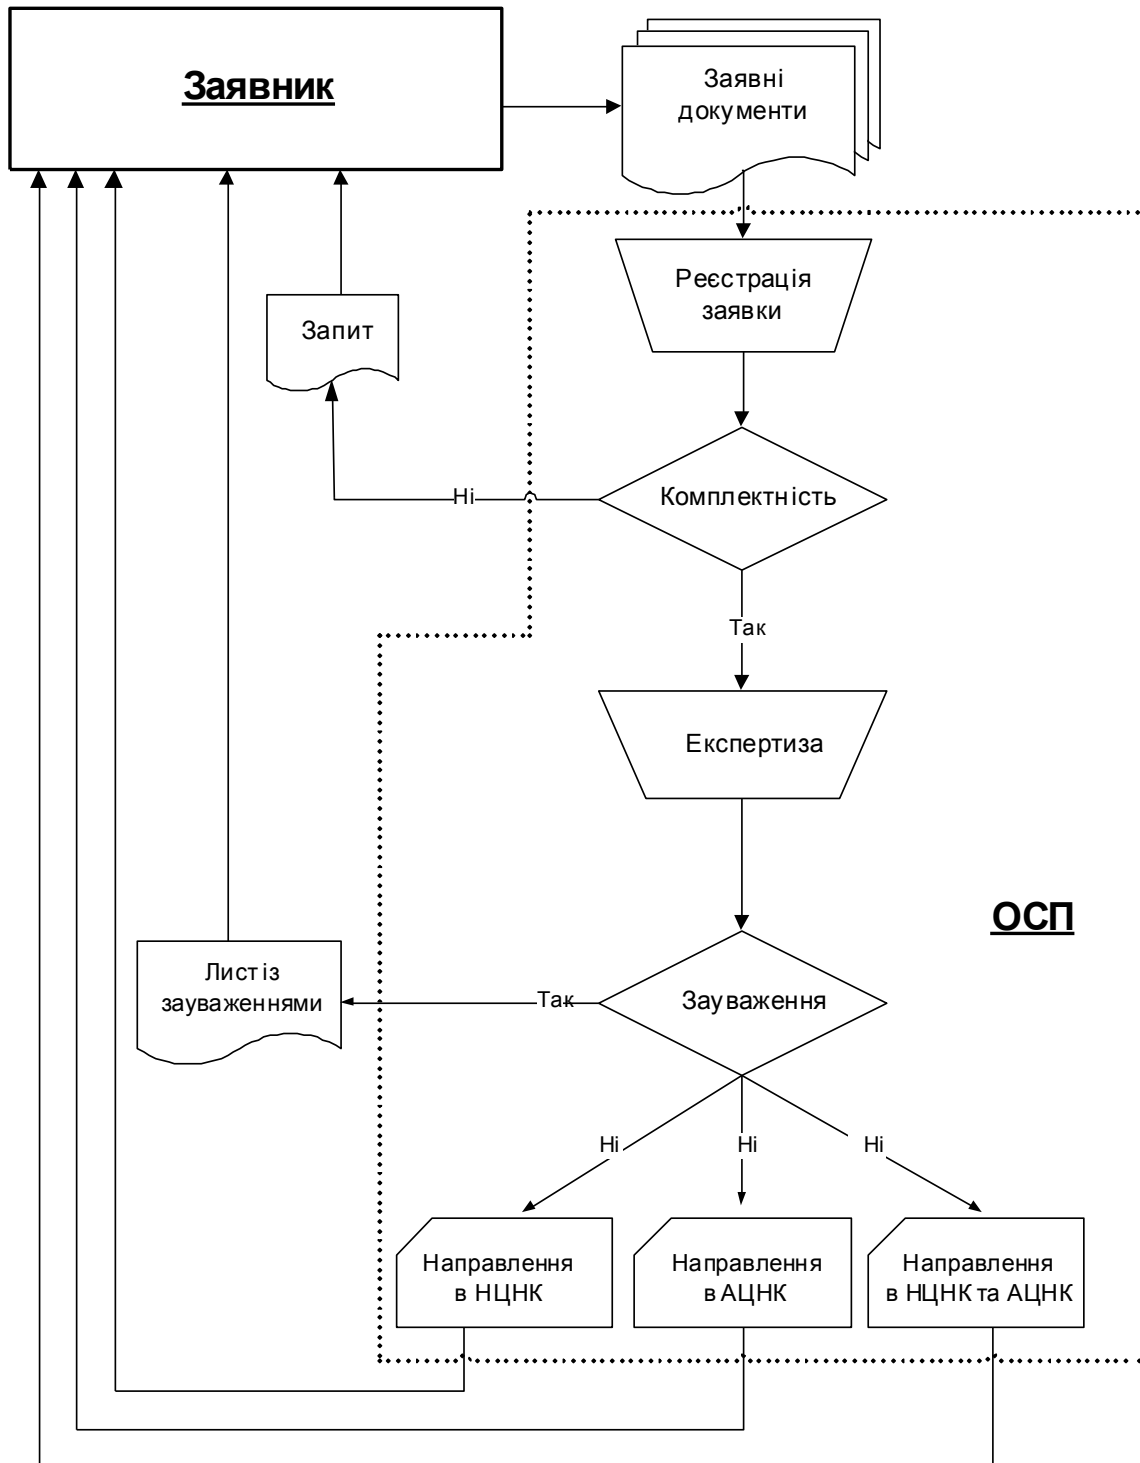 Заявник
Заявні
документи
Реєстрація
заявки
Запит
Ні
Комплектність
Так
Експертиза
ОСП
Лист із
зауваженнями
Так
Зауваження
Ні
Ні
Ні
Направлення
в НЦНК
Направлення
в АЦНК
Направлення
в НЦНК та АЦНК